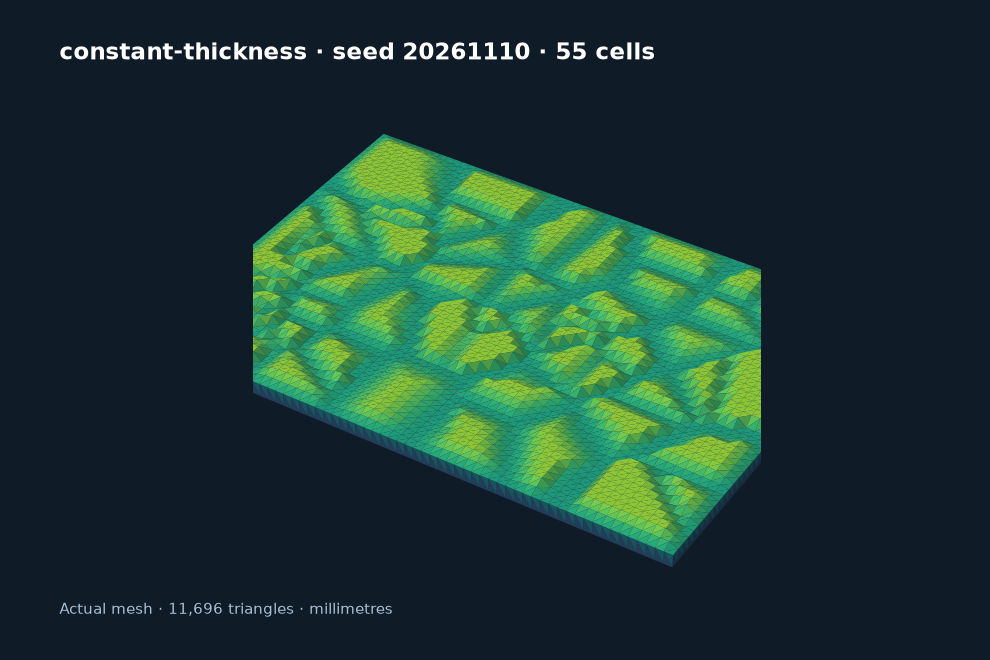 constant-thickness · seed 20261110 · 55 cells
Actual mesh · 11,696 triangles · millimetres